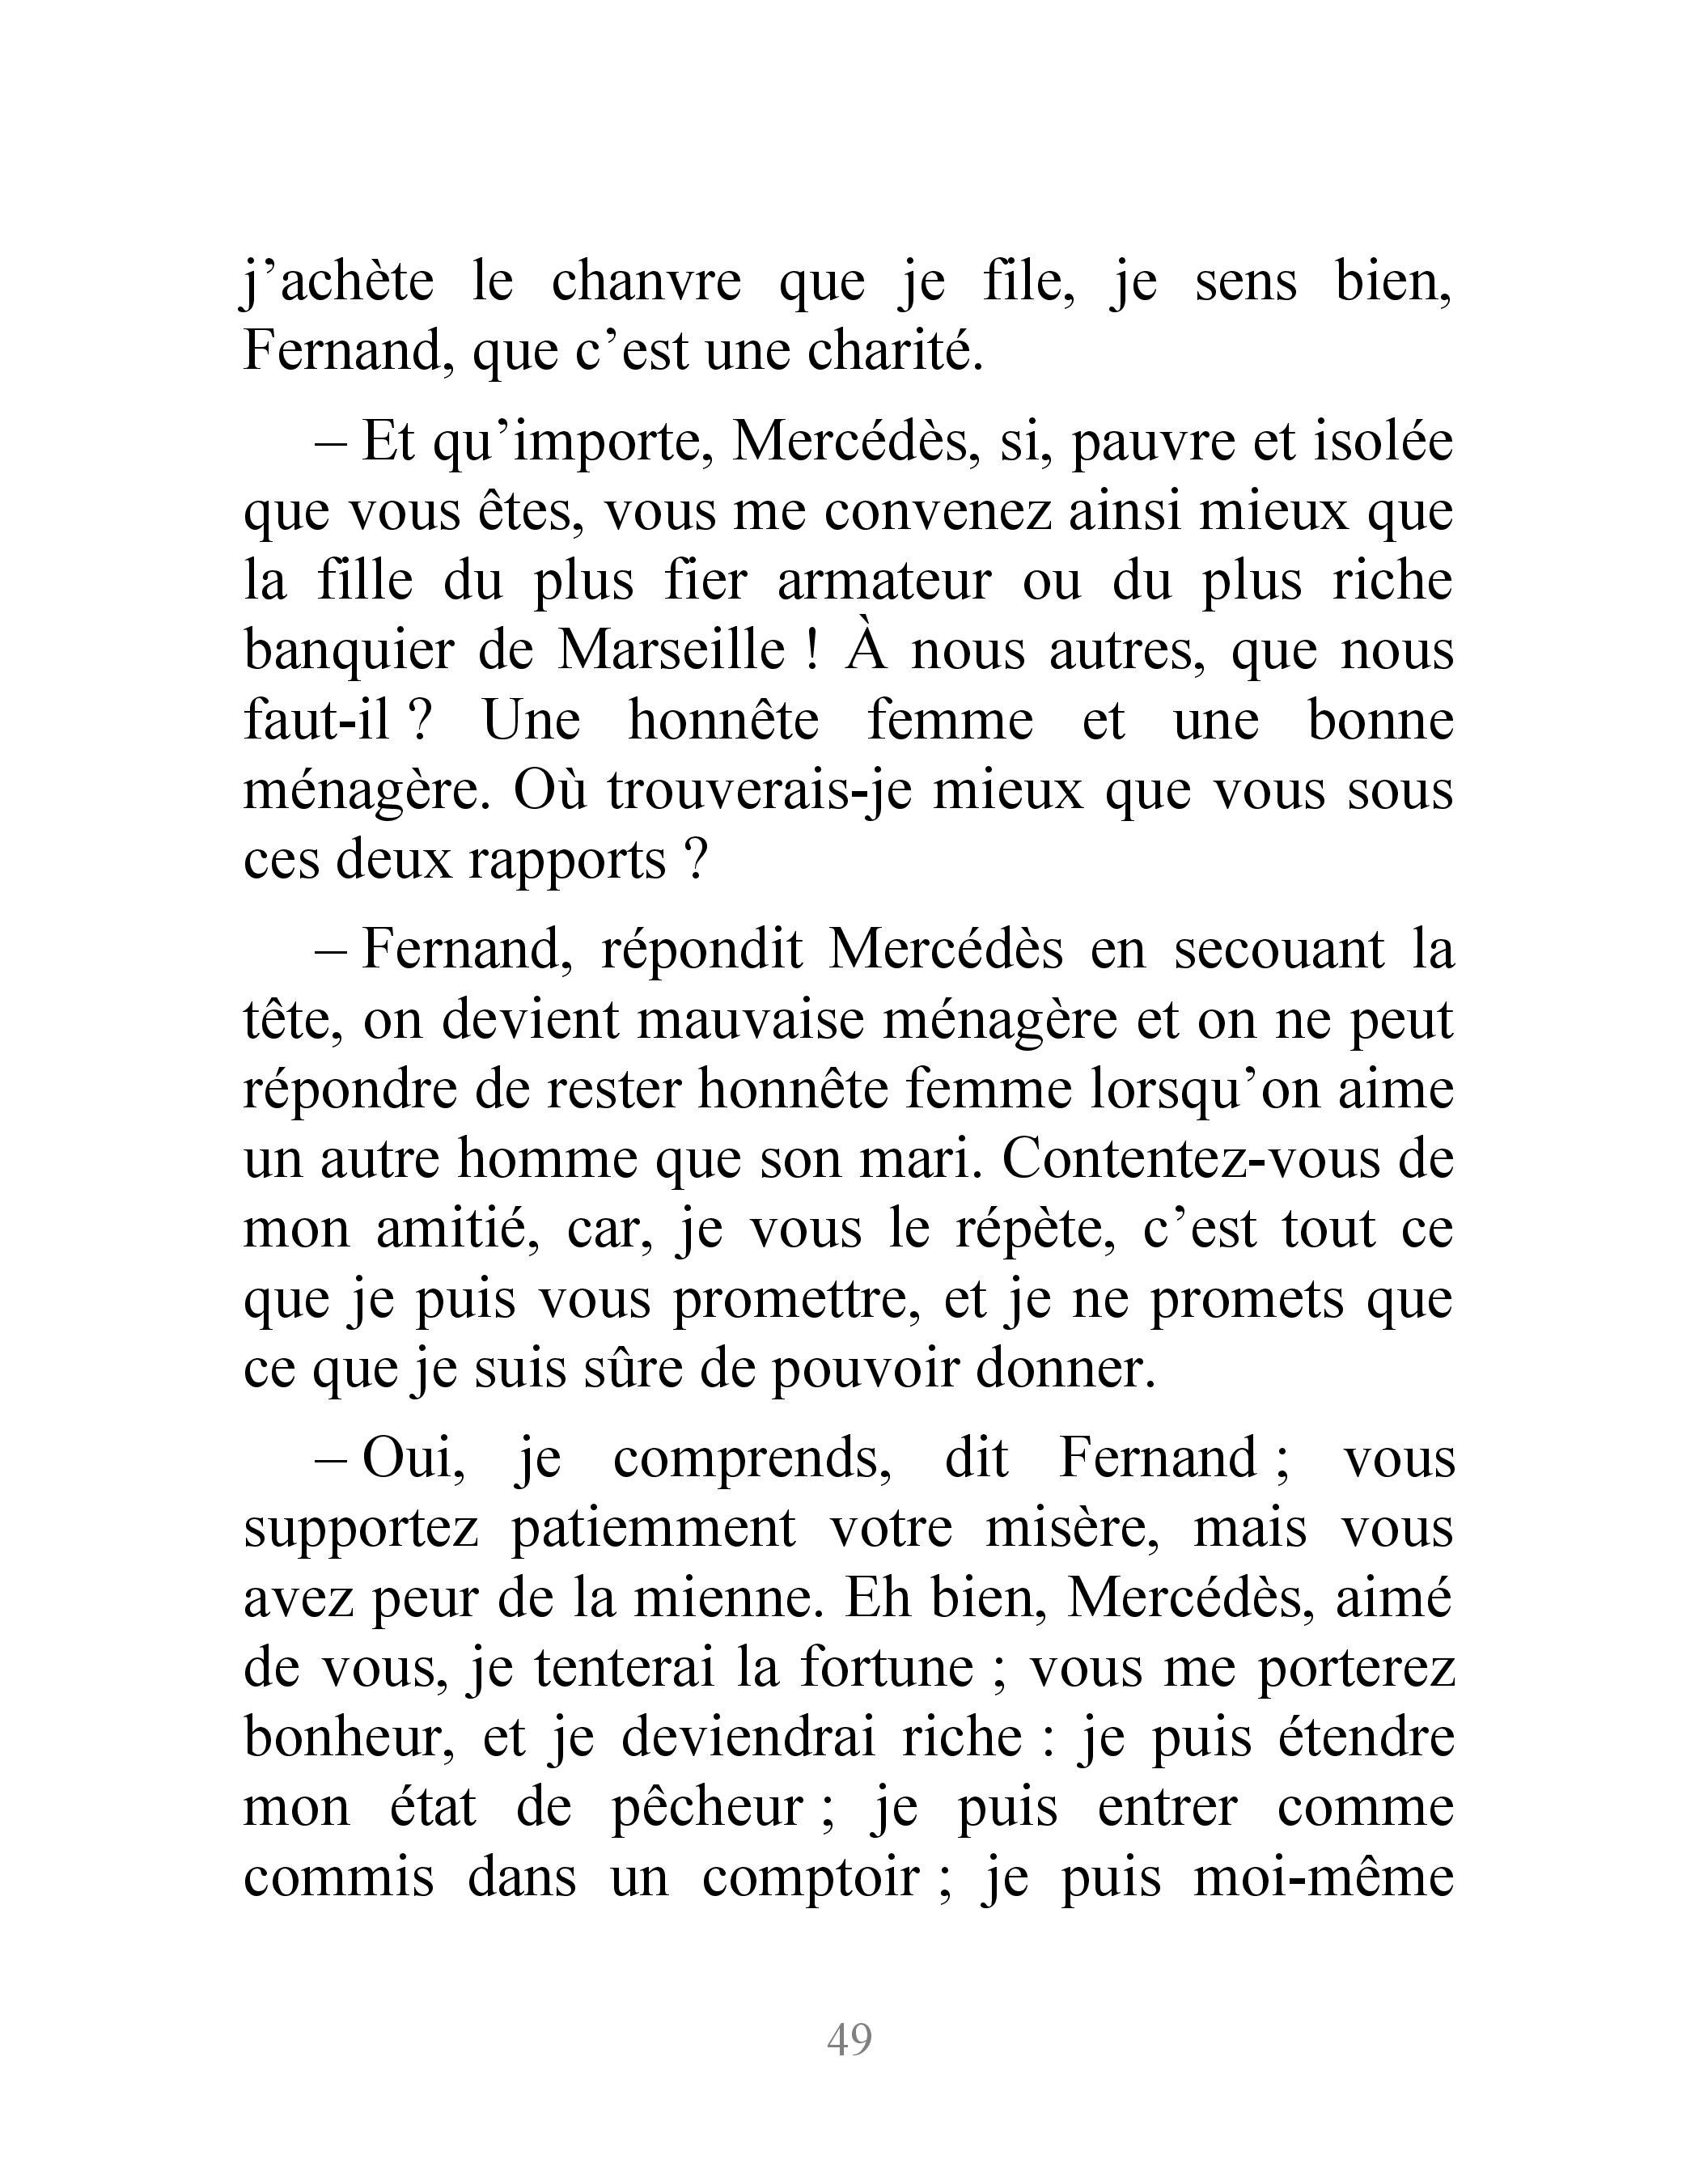 j’achète le chanvre que je file, je sens bien,
Fernand, que c’est une charité.
– Et qu’importe, Mercédès, si, pauvre et isolée
que vous êtes, vous me convenez ainsi mieux que
la fille du plus fier armateur ou du plus riche
banquier de Marseille ! À nous autres, que nous
faut-il ? Une honnête femme et une bonne
ménagère. Où trouverais-je mieux que vous sous
ces deux rapports ?
– Fernand, répondit Mercédès en secouant la
tête, on devient mauvaise ménagère et on ne peut
répondre de rester honnête femme lorsqu’on aime
un autre homme que son mari. Contentez-vous de
mon amitié, car, je vous le répète, c’est tout ce
que je puis vous promettre, et je ne promets que
ce que je suis sûre de pouvoir donner.
– Oui, je comprends, dit Fernand ; vous
supportez patiemment votre misère, mais vous
avez peur de la mienne. Eh bien, Mercédès, aimé
de vous, je tenterai la fortune ; vous me porterez
bonheur, et je deviendrai riche : je puis étendre
mon état de pêcheur ; je puis entrer comme
commis dans un comptoir ; je puis moi-même
49